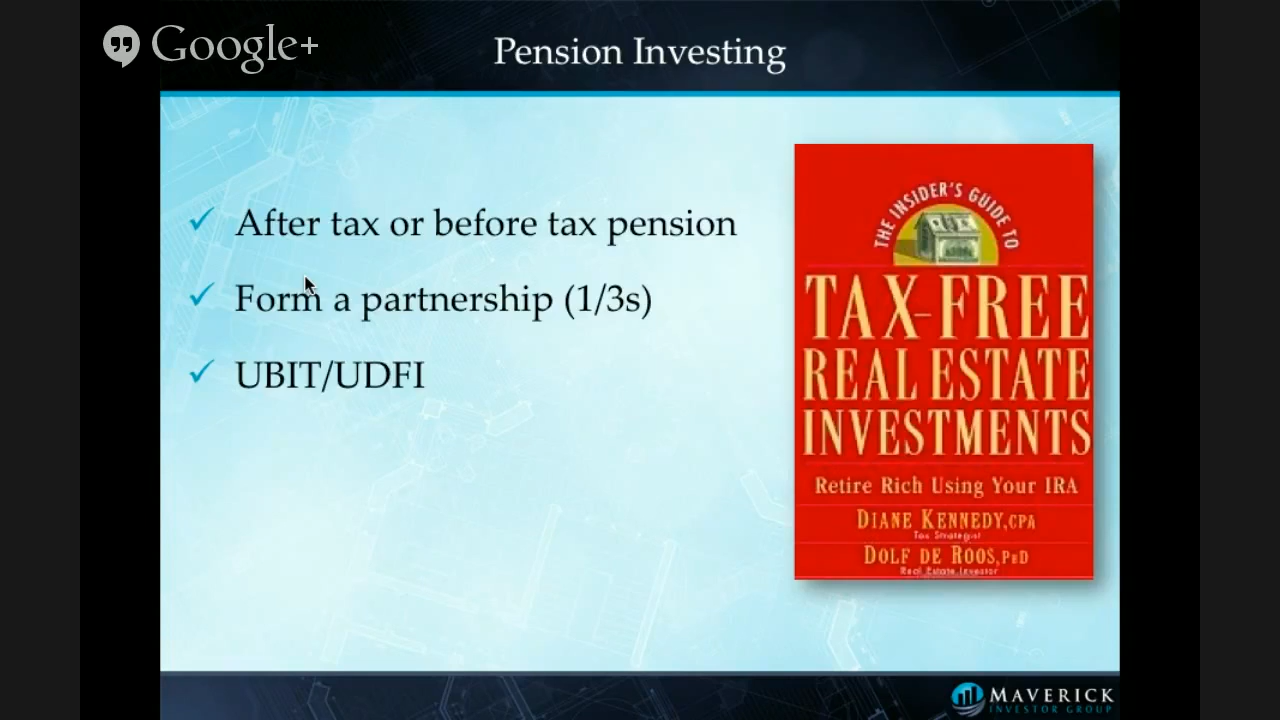 Google+
Pension Investing
✓ After tax or before tax pension
✓ Form a partnership (1/3s)
✓ UBIT/UDFI
THE INSIDER'S GUIDE TO
TAX-FREE
REAL ESTATE
INVESTMENTS
Retire Rich Using Your IRA
DIANE KENNEDY, CPA
Tax Strategist
DOLF DE ROOS, PhD
Real Estate Investor
MAVERICK
INVESTOR GROUP